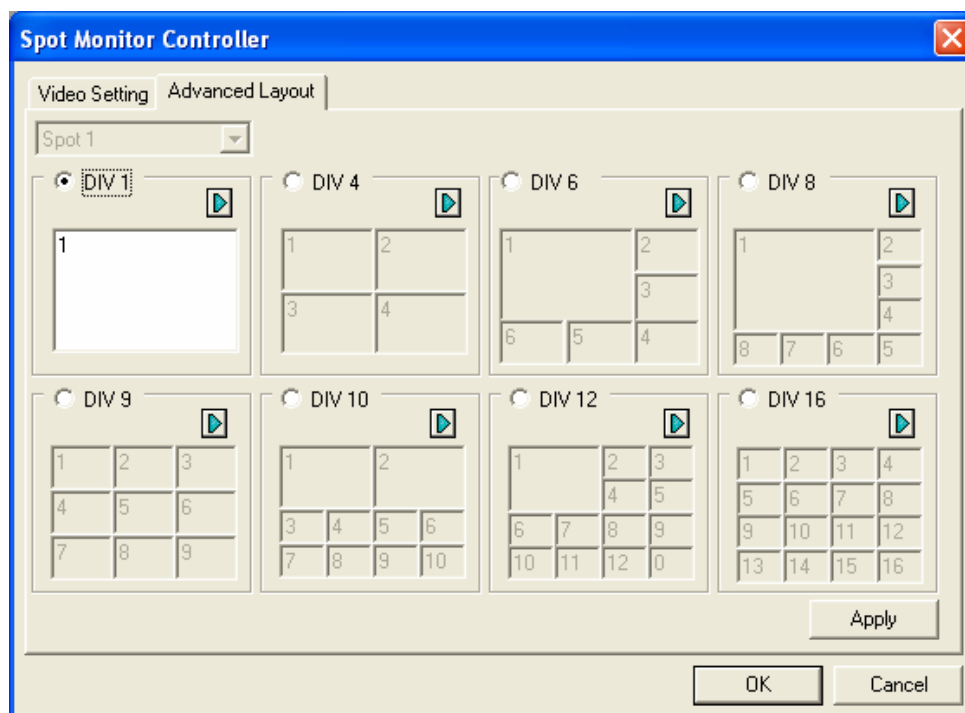 Spot Monitor Controller
Video Setting Advanced Layout
Spot 1
DIV 1
1
DIV 4
1 2
3 4
DIV 6
1 2
3
6 5 4
DIV 8
1 2
3
4
8 7 6 5
DIV 9
1 2 3
4 5 6
7 8 9
DIV 10
1 2
3 4 5 6
7 8 9 10
DIV 12
1 2 3
4 5
6 7 8 9
10 11 12 0
DIV 16
1 2 3 4
5 6 7 8
9 10 11 12
13 14 15 16
Apply
OK Cancel